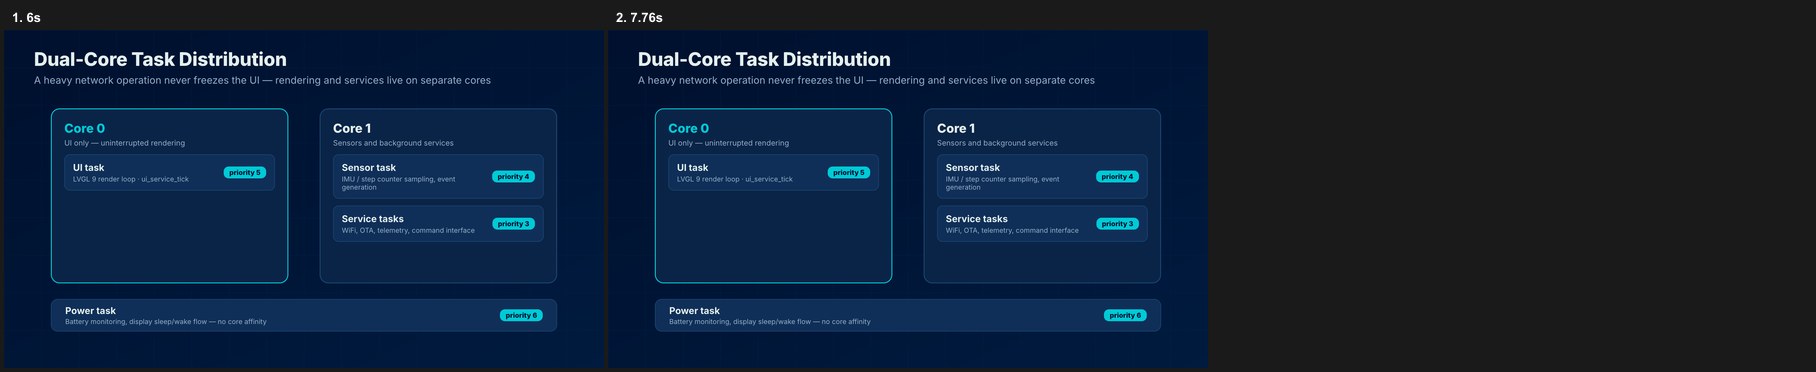 1. 6s
Dual-Core Task Distribution
A heavy network operation never freezes the UI — rendering and services live on separate cores
Core 0
UI only — uninterrupted rendering
UI task
LVGL 9 render loop · ui_service_tick
priority 5
Core 1
Sensors and background services
Sensor task
IMU / step counter sampling, event
generation
priority 4
Service tasks
WiFi, OTA, telemetry, command interface
priority 3
Power task
Battery monitoring, display sleep/wake flow — no core affinity
priority 6
2. 7.76s
Dual-Core Task Distribution
A heavy network operation never freezes the UI — rendering and services live on separate cores
Core 0
UI only — uninterrupted rendering
UI task
LVGL 9 render loop · ui_service_tick
priority 5
Core 1
Sensors and background services
Sensor task
IMU / step counter sampling, event
generation
priority 4
Service tasks
WiFi, OTA, telemetry, command interface
priority 3
Power task
Battery monitoring, display sleep/wake flow — no core affinity
priority 6